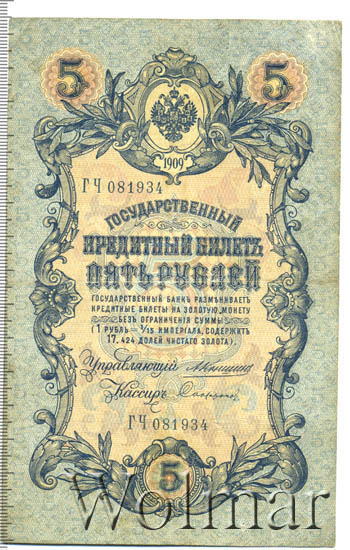 5 5
1909
ГЧ 081934
ГОСУДАРСТВЕННЫЙ
КРЕДИТНЫЙ БИЛЕТЪ
ПЯТЬ РУБЛЕЙ
ГОСУДАРСТВЕННЫЙ БАНКЪ РАЗМѢНИВАЕТЪ
КРЕДИТНЫЕ БИЛЕТЫ НА ЗОЛОТУЮ МОНЕТУ
БЕЗЪ ОГРАНИЧЕНІЯ СУММЫ
(1 РУБЛЬ = 1/15 ИМПЕРІАЛА, СОДЕРЖИТЪ
17,424 ДОЛЕЙ ЧИСТАГО ЗОЛОТА).
Управляющій
Кассиръ
ГЧ 081934
5
Wolmar